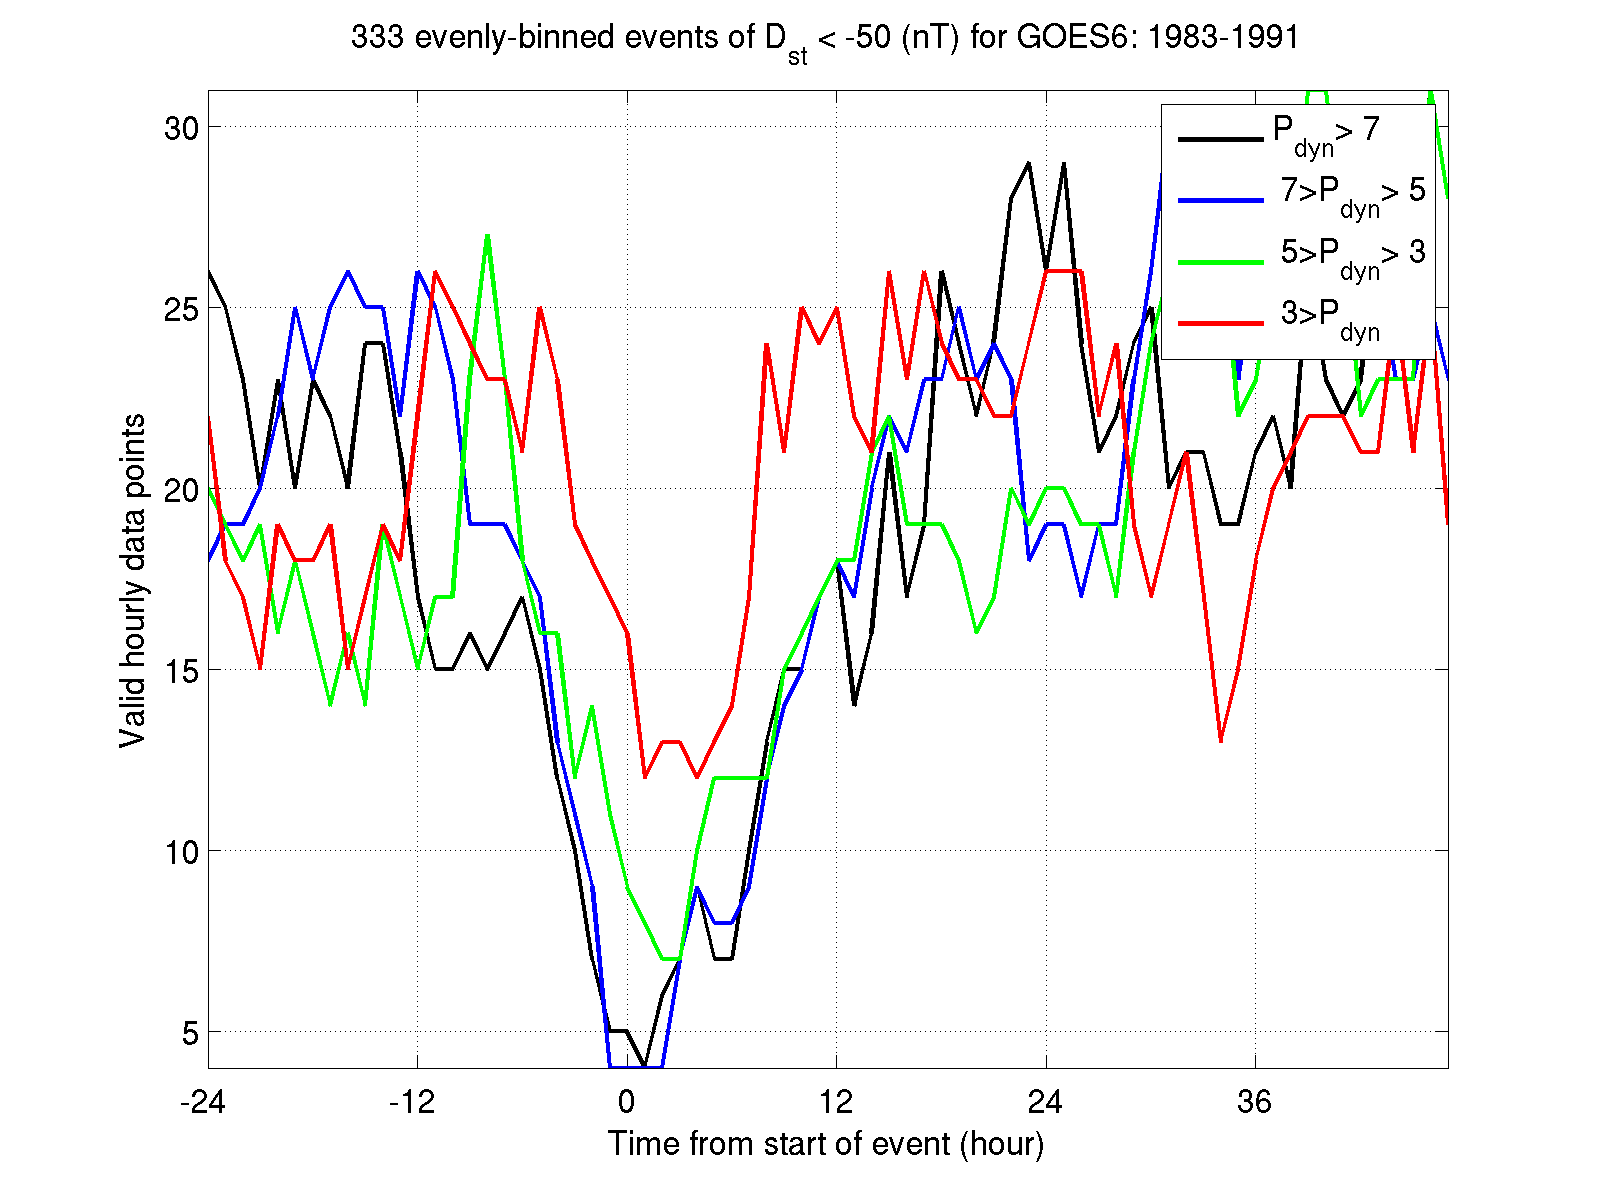 333 evenly-binned events of Dst < -50 (nT) for GOES6: 1983-1991
30
25
20
15
10
5
Valid hourly data points
Pdyn> 7
7>Pdyn> 5
5>Pdyn> 3
3>Pdyn
-24
-12
0
12
24
36
Time from start of event (hour)